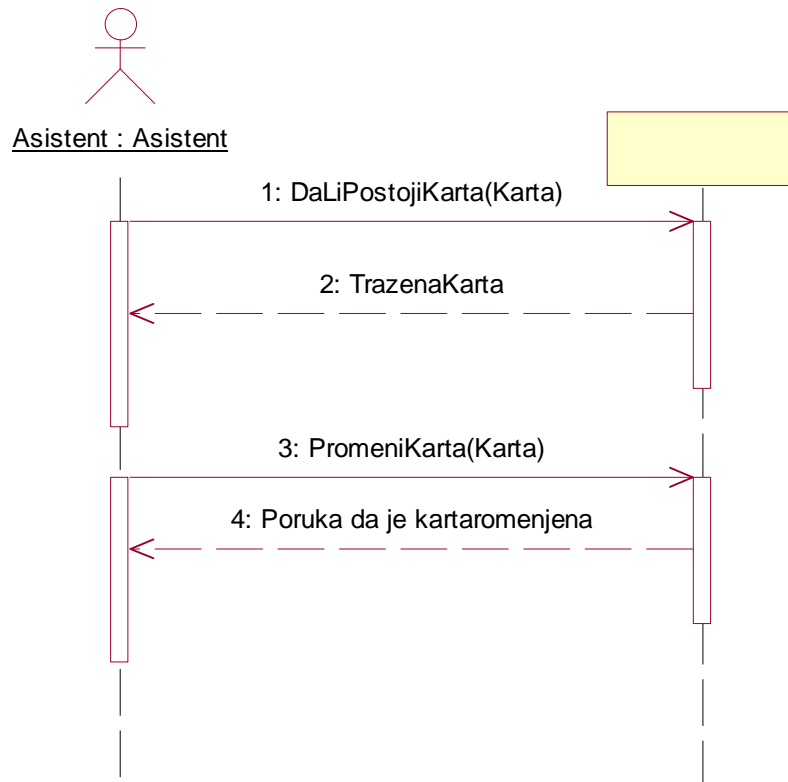 Asistent : Asistent
1: DaLiPostojiKarta(Karta)
2: TrazenaKarta
3: PromeniKarta(Karta)
4: Poruka da je kartaromenjena